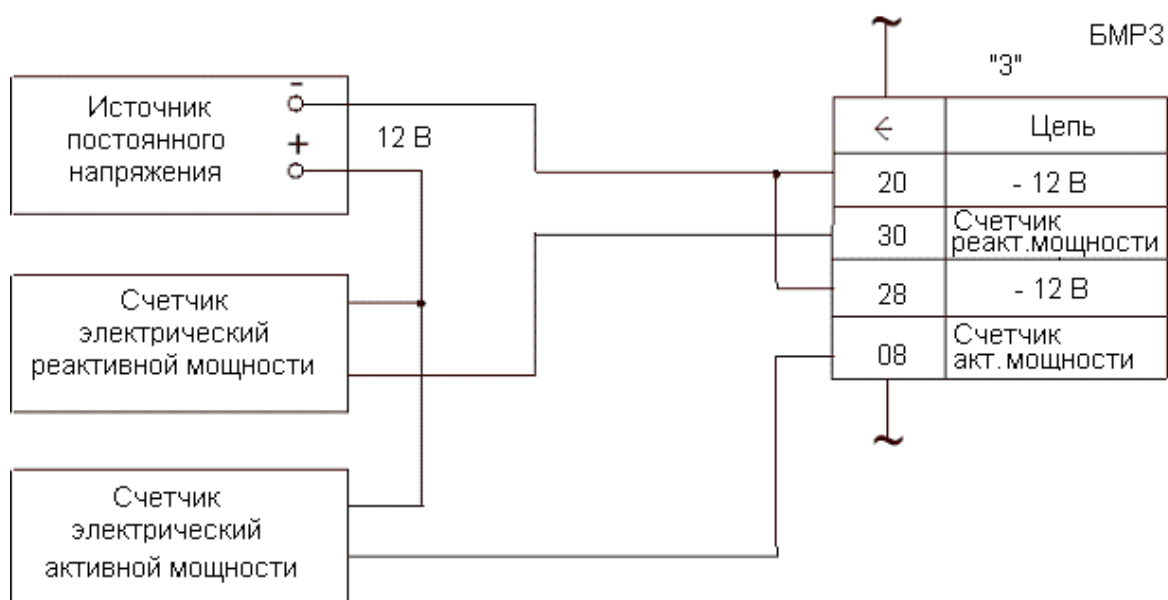 БМРЗ
"3"
Источник
постоянного
напряжения
-
+
12 В
Цепь
20
- 12 В
30
Счетчик
реакт.мощности
28
- 12 В
08
Счетчик
акт. мощности
Счетчик
электрический
реактивной мощности
Счетчик
электрический
активной мощности